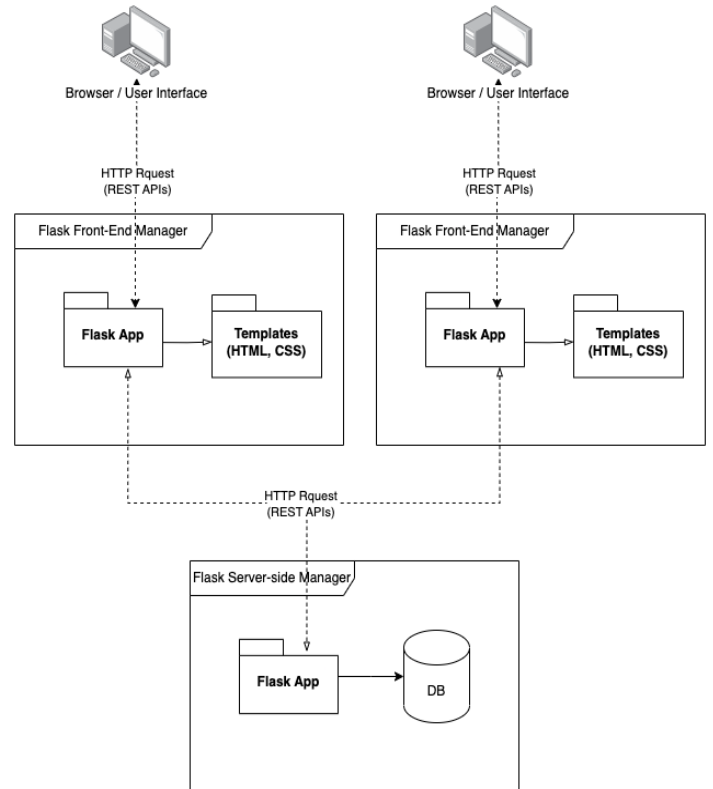 Browser / User Interface
Browser / User Interface
HTTP Rquest
(REST APIs)
HTTP Rquest
(REST APIs)
Flask Front-End Manager
Flask Front-End Manager
Flask App
Templates
(HTML, CSS)
Flask App
Templates
(HTML, CSS)
HTTP Rquest
(REST APIs)
Flask Server-side Manager
Flask App
DB